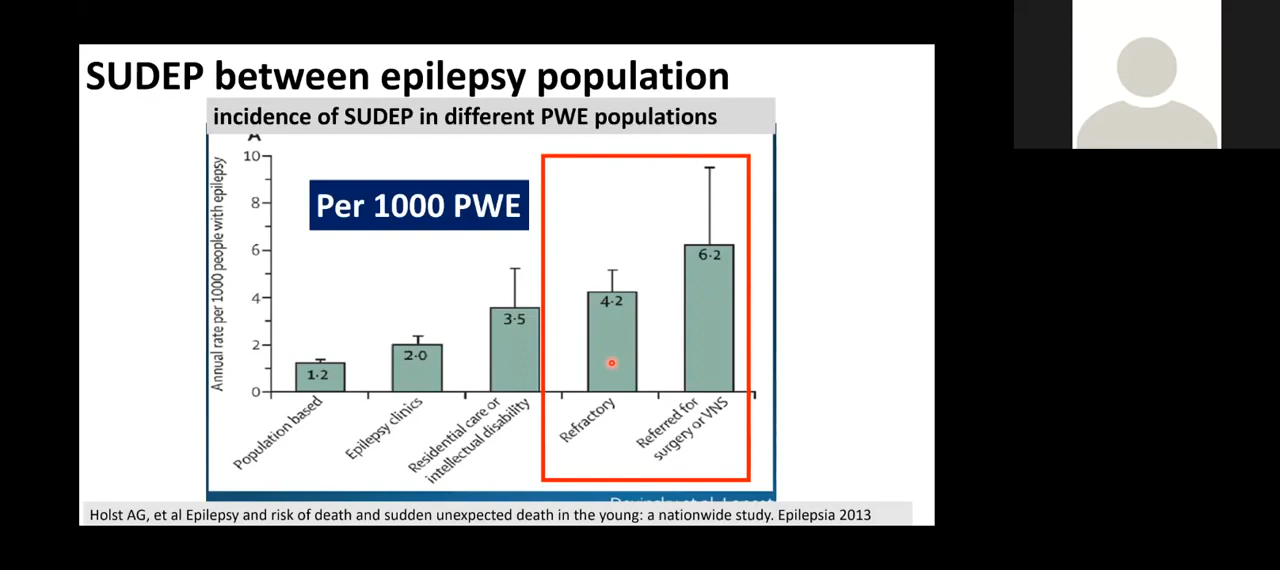 SUDEP between epilepsy population
incidence of SUDEP in different PWE populations
A
Per 1000 PWE
Annual rate per 1000 people with epilepsy
10
8
6
4
2
0
1·2
2·0
3·5
4·2
6·2
Population based
Epilepsy clinics
Residential care or
intellectual disability
Refractory
Referred for
surgery or VNS
Devinsky et al. Lancet
Holst AG, et al Epilepsy and risk of death and sudden unexpected death in the young: a nationwide study. Epilepsia 2013